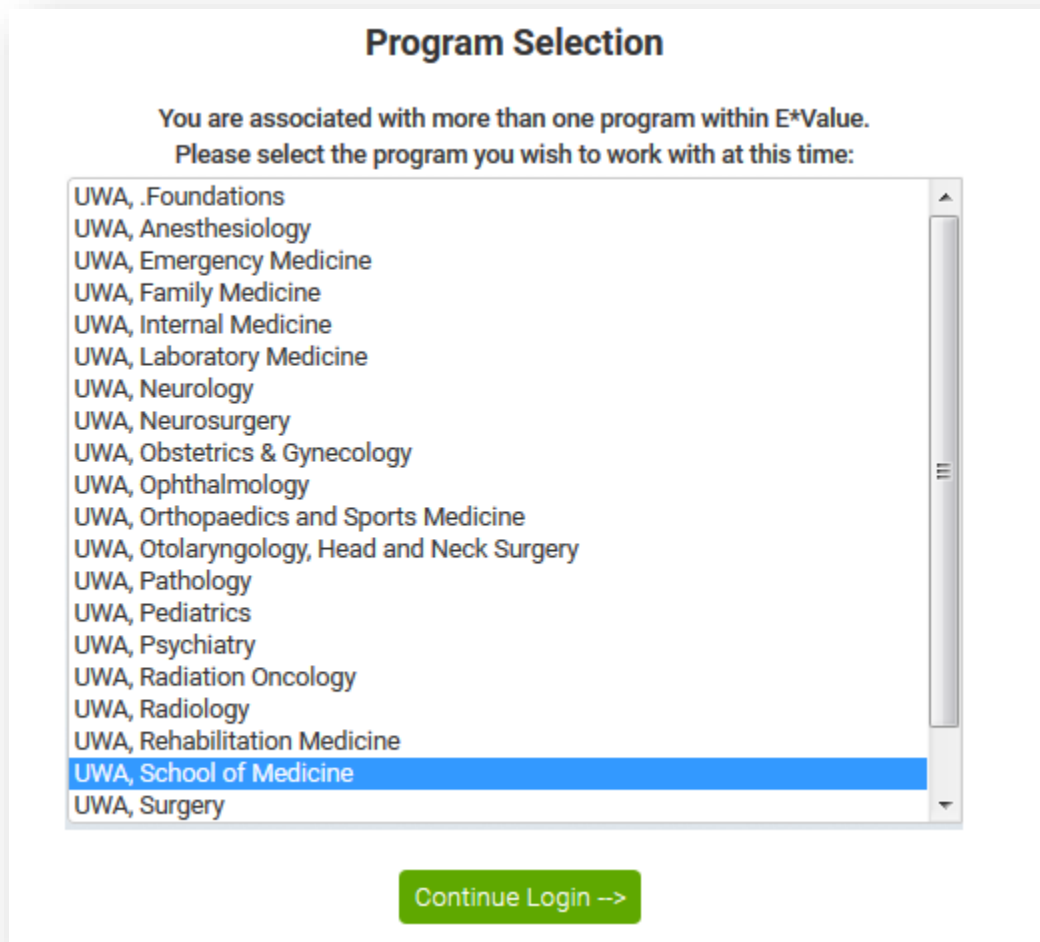 Program Selection
You are associated with more than one program within E*Value.
Please select the program you wish to work with at this time:
UWA, .Foundations
UWA, Anesthesiology
UWA, Emergency Medicine
UWA, Family Medicine
UWA, Internal Medicine
UWA, Laboratory Medicine
UWA, Neurology
UWA, Neurosurgery
UWA, Obstetrics & Gynecology
UWA, Ophthalmology
UWA, Orthopaedics and Sports Medicine
UWA, Otolaryngology, Head and Neck Surgery
UWA, Pathology
UWA, Pediatrics
UWA, Psychiatry
UWA, Radiation Oncology
UWA, Radiology
UWA, Rehabilitation Medicine
UWA, School of Medicine
UWA, Surgery
Continue Login -->